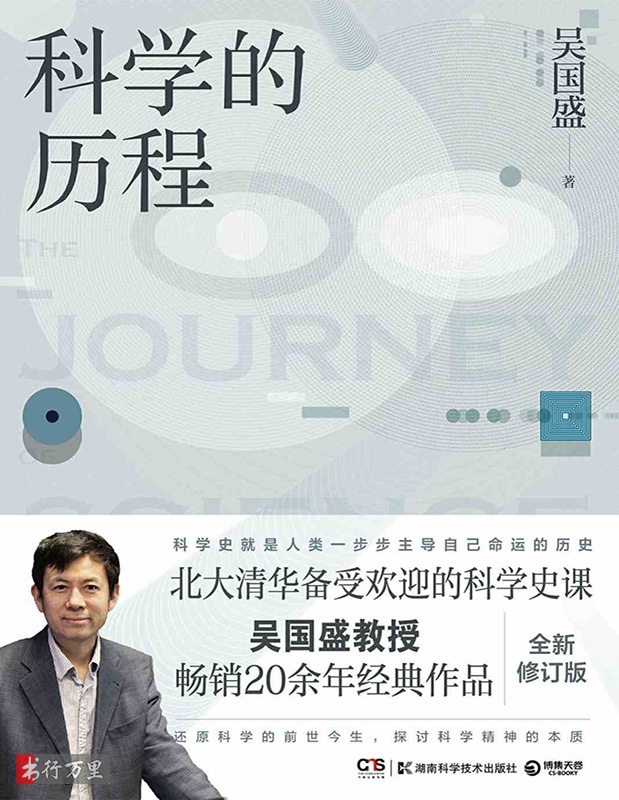 科学的
历程
吴国盛
著
THE
JOURNEY
OF
SCIENCE
科学史就是人类一步步主导自己命运的历史
北大清华备受欢迎的科学史课
吴国盛教授
畅销20余年经典作品
全新
修订版
还原科学的前世今生，探讨科学精神的本质
书行万里
湖南科学技术出版社
博集天卷
CS-BOOKY